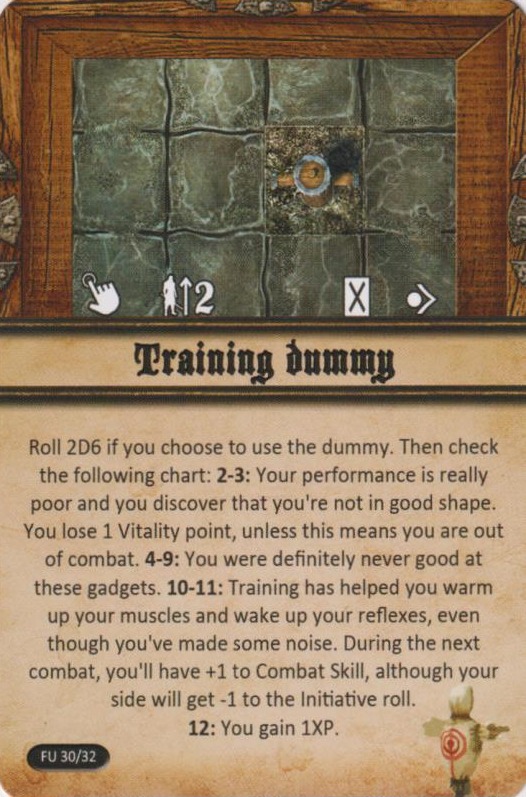 2
X
Training dummy
Roll 2D6 if you choose to use the dummy. Then check
the following chart: 2-3: Your performance is really
poor and you discover that you're not in good shape.
You lose 1 Vitality point, unless this means you are out
of combat. 4-9: You were definitely never good at
these gadgets. 10-11: Training has helped you warm
up your muscles and wake up your reflexes, even
though you've made some noise. During the next
combat, you'll have +1 to Combat Skill, although your
side will get -1 to the Initiative roll.
12: You gain 1XP.
FU 30/32